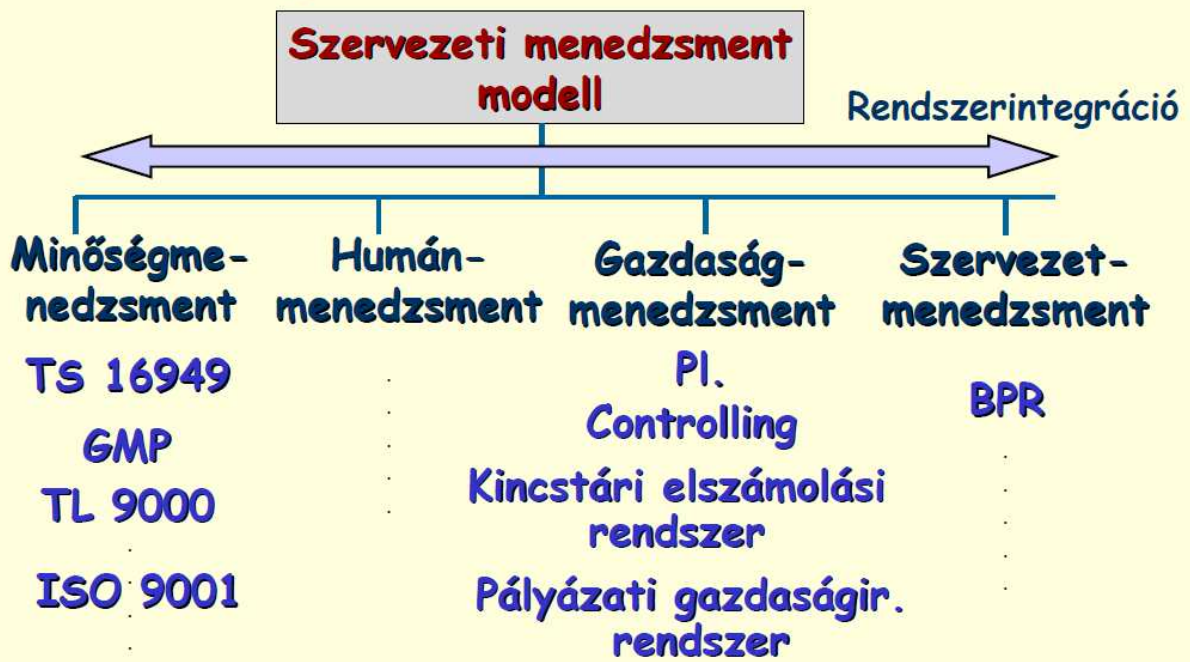 Szervezeti menedzsment
modell
Rendszerintegráció
Minőségme-
nedzsment
TS 16949
GMP
TL 9000
ISO 9001
Humán-
menedzsment
Gazdaság-
menedzsment
Pl.
Controlling
Kincstári elszámolási
rendszer
Pályázati gazdaságir.
rendszer
Szervezet-
menedzsment
BPR